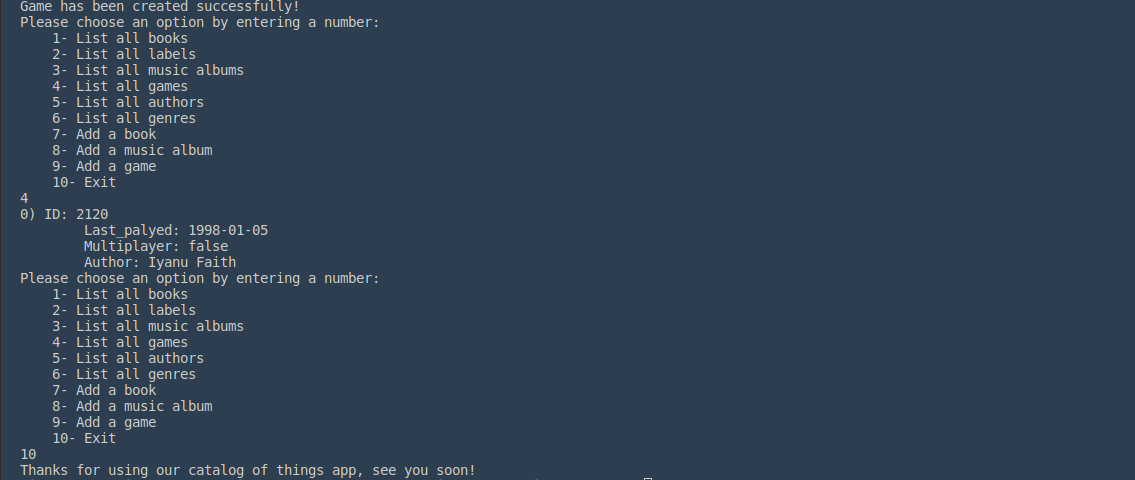 Game has been created successfully!
Please choose an option by entering a number:
1- List all books
2- List all labels
3- List all music albums
4- List all games
5- List all authors
6- List all genres
7- Add a book
8- Add a music album
9- Add a game
10- Exit
4
0) ID: 2120
Last_palyed: 1998-01-05
Multiplayer: false
Author: Iyanu Faith
Please choose an option by entering a number:
1- List all books
2- List all labels
3- List all music albums
4- List all games
5- List all authors
6- List all genres
7- Add a book
8- Add a music album
9- Add a game
10- Exit
10
Thanks for using our catalog of things app, see you soon!